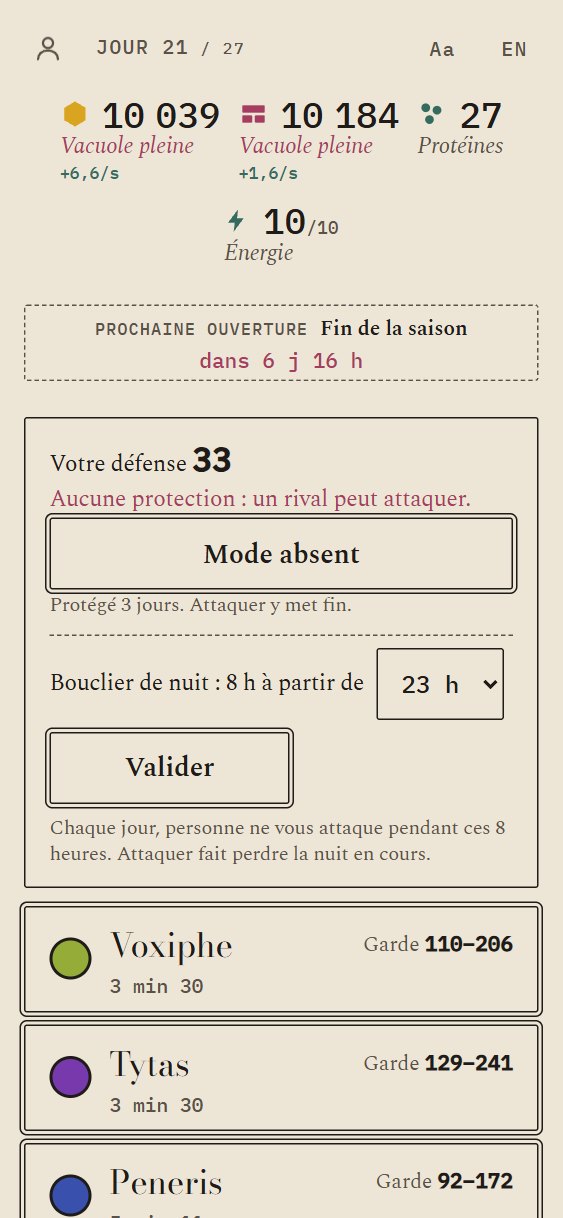 JOUR 21 / 27 Aa EN
10 039 10 184 27
Vacuole pleine Vacuole pleine Protéines
+6,6/s +1,6/s
10/10
Énergie
PROCHAINE OUVERTURE Fin de la saison
dans 6 j 16 h
Votre défense 33
Aucune protection : un rival peut attaquer.
Mode absent
Protégé 3 jours. Attaquer y met fin.
Bouclier de nuit : 8 h à partir de 23 h
Valider
Chaque jour, personne ne vous attaque pendant ces 8
heures. Attaquer fait perdre la nuit en cours.
Voxiphe Garde 110–206
3 min 30
Tytas Garde 129–241
3 min 30
Peneris Garde 92–172